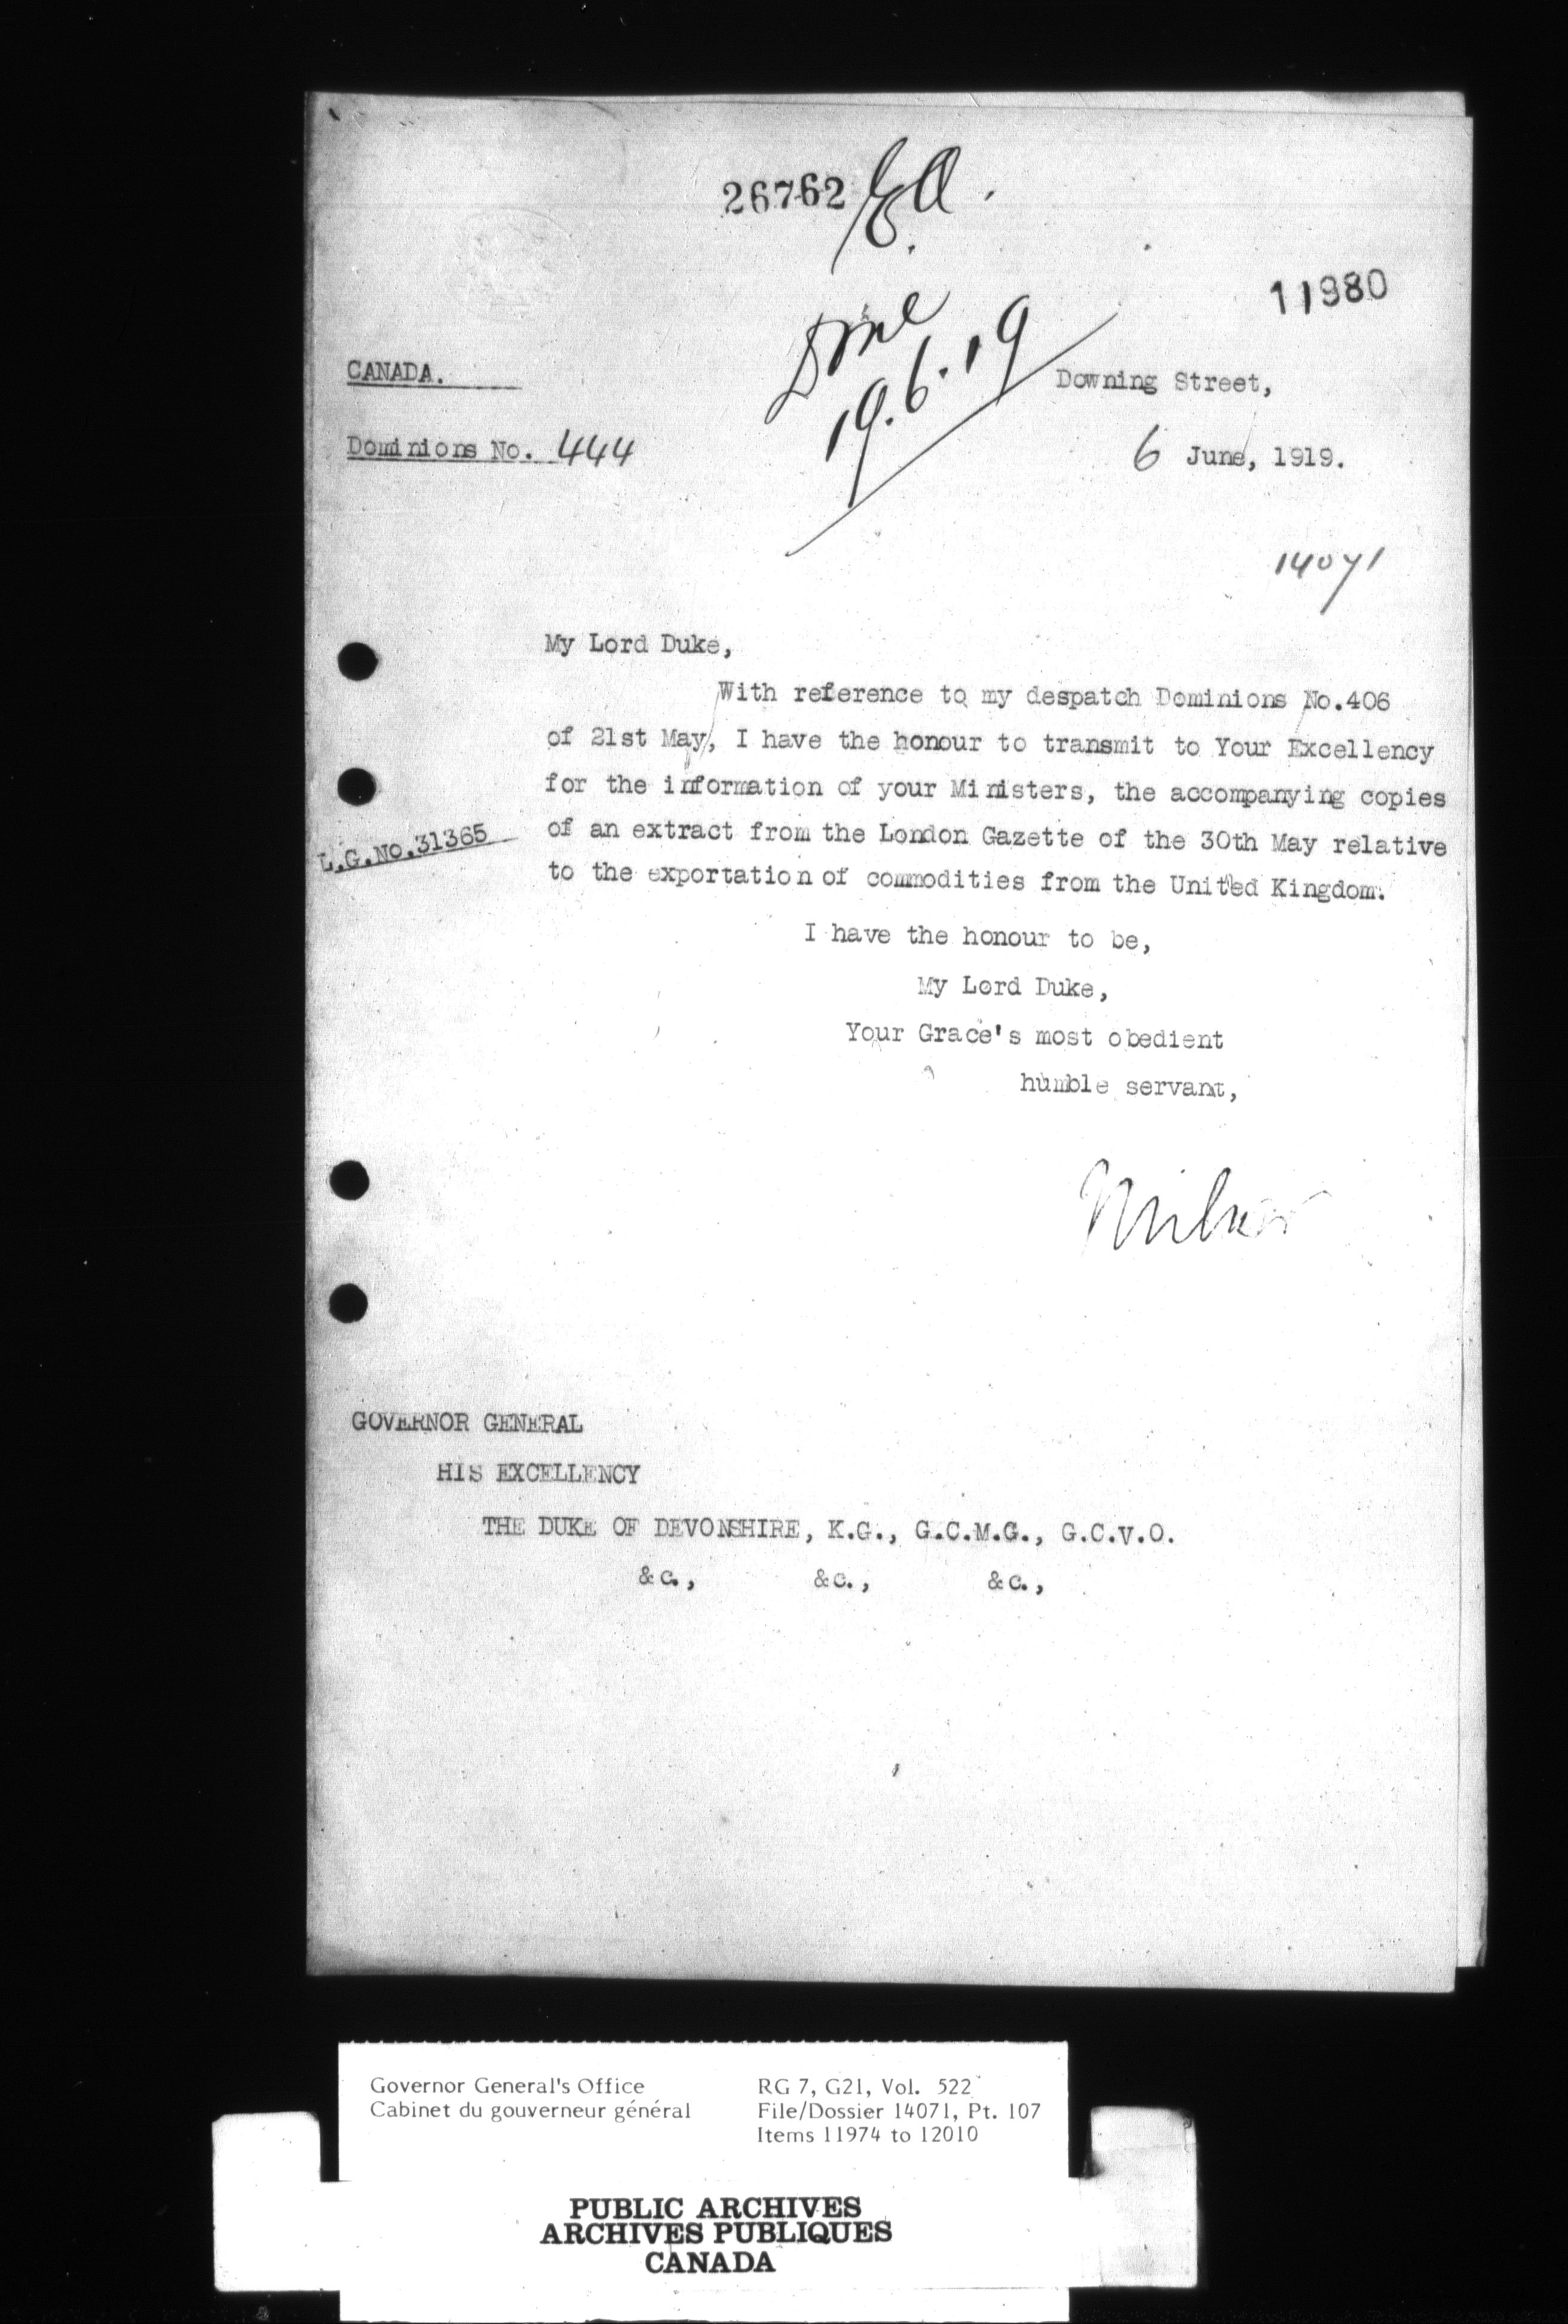 26762
11980
CANADA.
Downing Street,
Dominions No. 444
19.6.19
6 June, 1919.
14071
My Lord Duke,
With reference to my despatch Dominions No.406
of 21st May, I have the honour to transmit to Your Excellency
for the information of your Ministers, the accompanying copies
L.G.No.31365
of an extract from the London Gazette of the 30th May relative
to the exportation of commodities from the United Kingdom.
I have the honour to be,
My Lord Duke,
Your Grace's most obedient
humble servant,
Milner
GOVERNOR GENERAL
HIS EXCELLENCY
THE DUKE OF DEVONSHIRE, K.G., G.C.M.G., G.C.V.O.
&c., &c., &c.,
Governor General's Office
Cabinet du gouverneur général
RG 7, G21, Vol. 522
File/Dossier 14071, Pt. 107
Items 11974 to 12010
PUBLIC ARCHIVES
ARCHIVES PUBLIQUES
CANADA